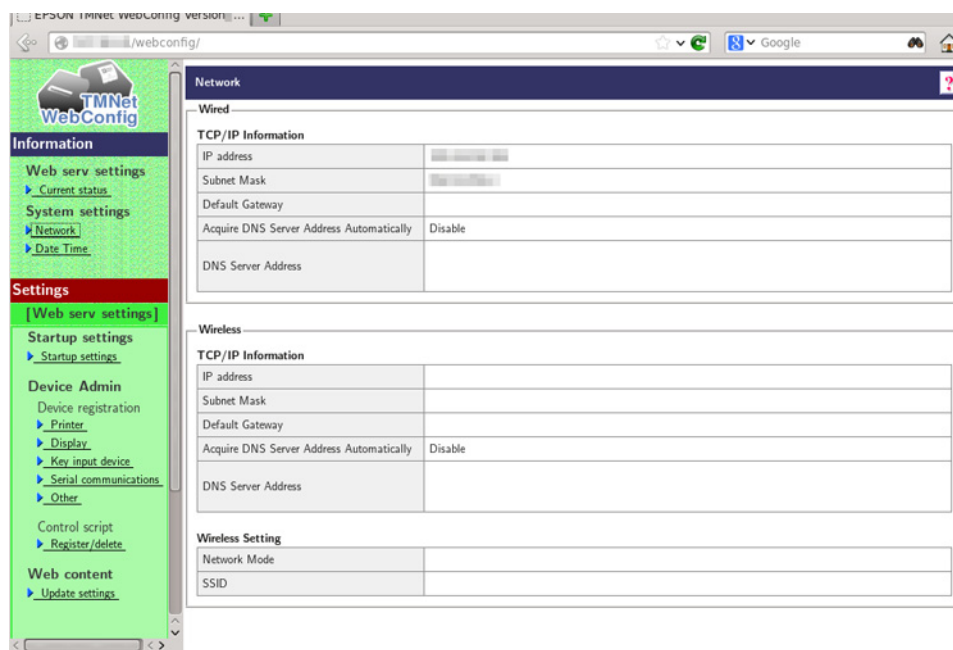 EPSON TMNet WebConfig Version ...
/webconfig/
Google
TMNet
WebConfig
Information
Web serv settings
Current status
System settings
Network
Date Time
Settings
[Web serv settings]
Startup settings
Startup settings
Device Admin
Device registration
Printer
Display
Key input device
Serial communications
Other
Control script
Register/delete
Web content
Update settings
Network
?
Wired
TCP/IP Information
IP address
Subnet Mask
Default Gateway
Acquire DNS Server Address Automatically Disable
DNS Server Address
Wireless
TCP/IP Information
IP address
Subnet Mask
Default Gateway
Acquire DNS Server Address Automatically Disable
DNS Server Address
Wireless Setting
Network Mode
SSID